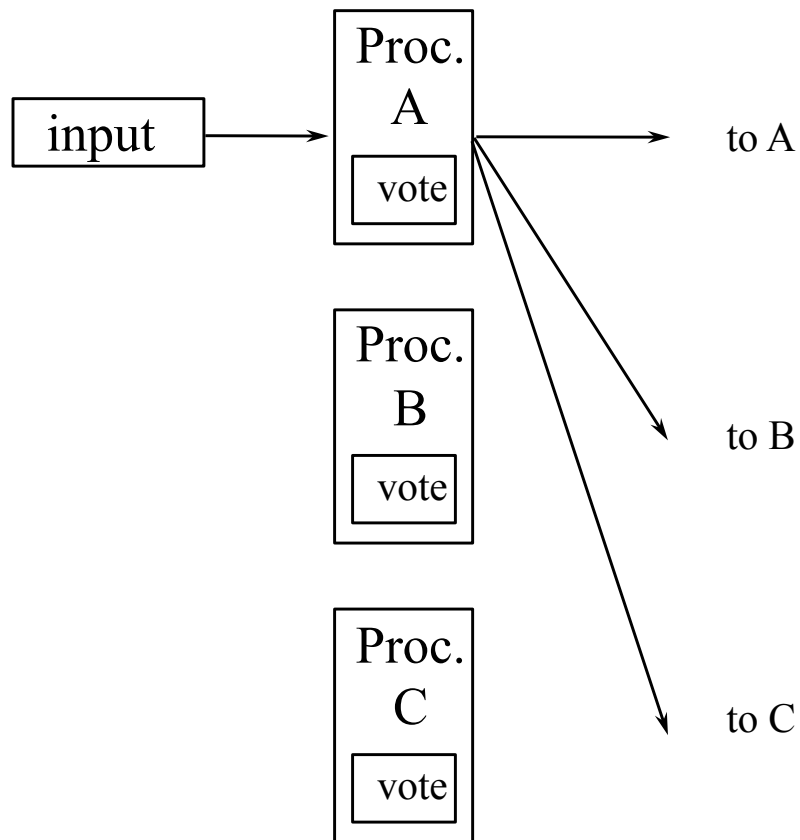 Proc.
A
input
vote
to A
Proc.
B
vote
to B
Proc.
C
vote
to C